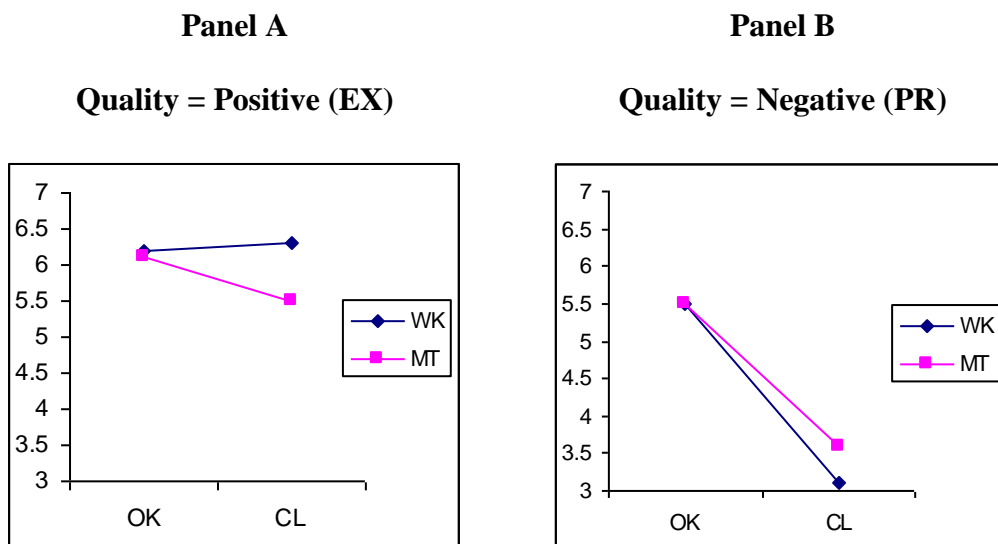 Panel A
Quality = Positive (EX)
7
6.5
6
5.5
5
4.5
4
3.5
3
OK CL
WK
MT
Panel B
Quality = Negative (PR)
7
6.5
6
5.5
5
4.5
4
3.5
3
OK CL
WK
MT